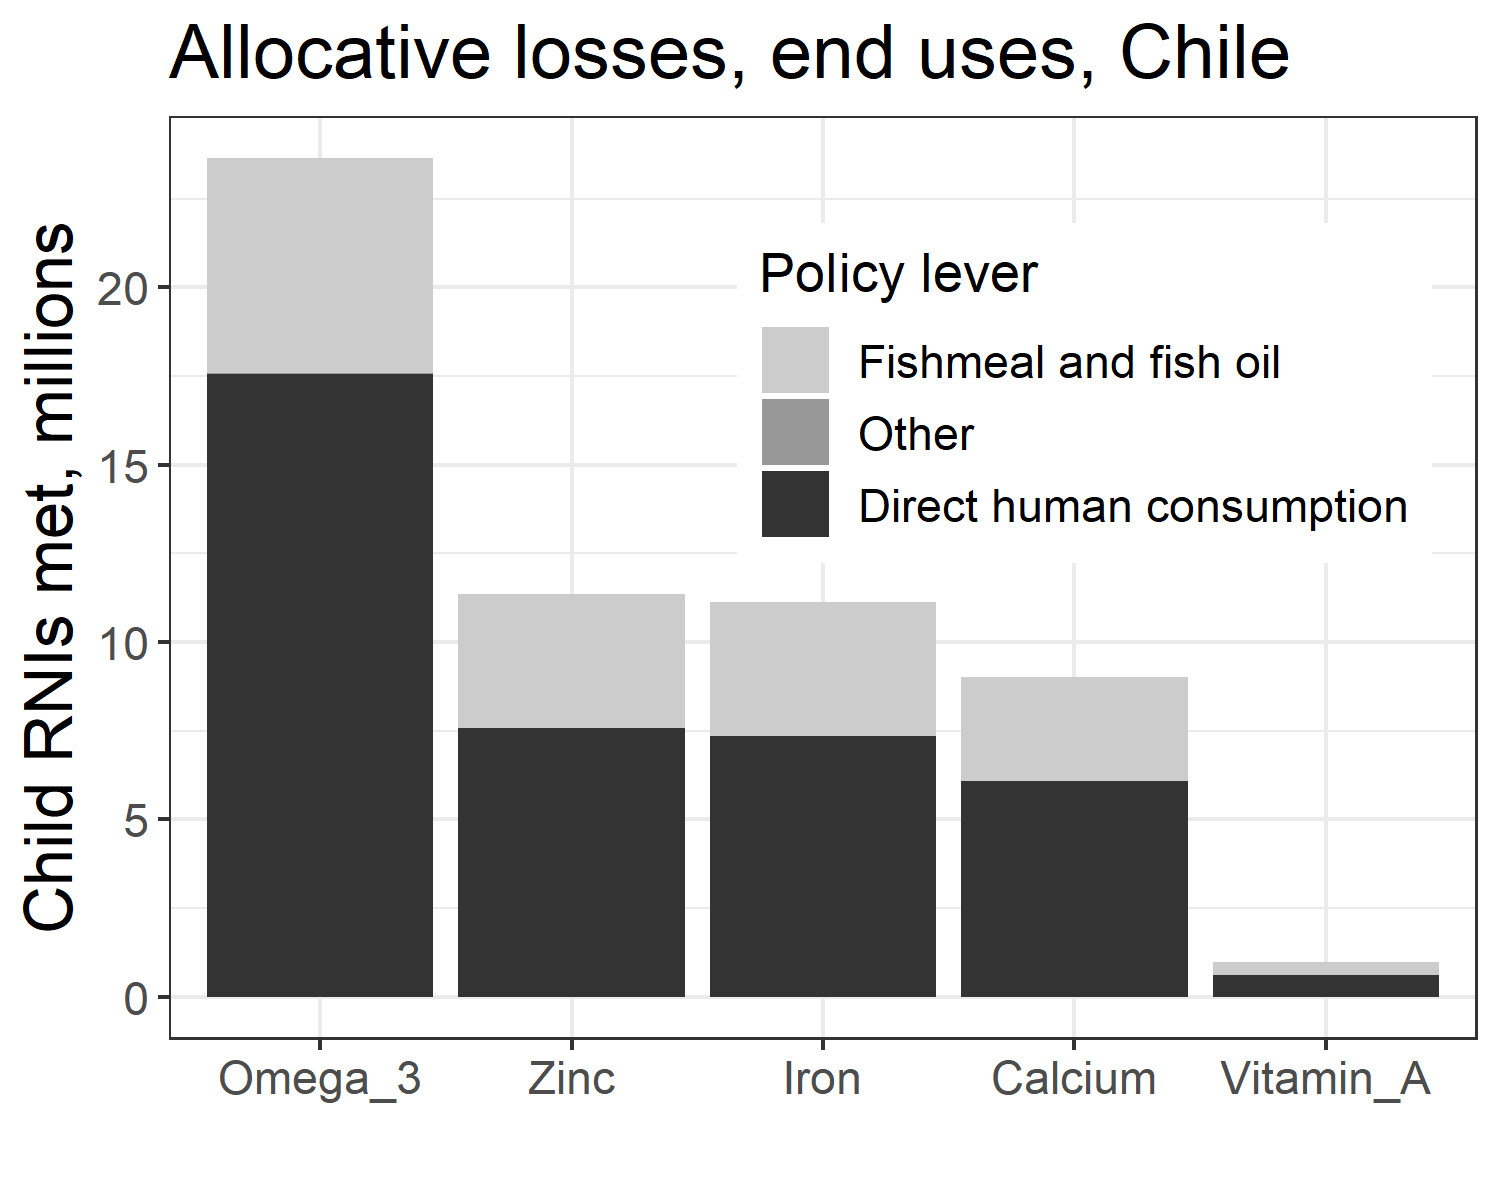 Allocative losses, end uses, Chile
Child RNIs met, millions
20
15
10
5
0
Policy lever
Fishmeal and fish oil
Other
Direct human consumption
Omega_3 Zinc Iron Calcium Vitamin_A